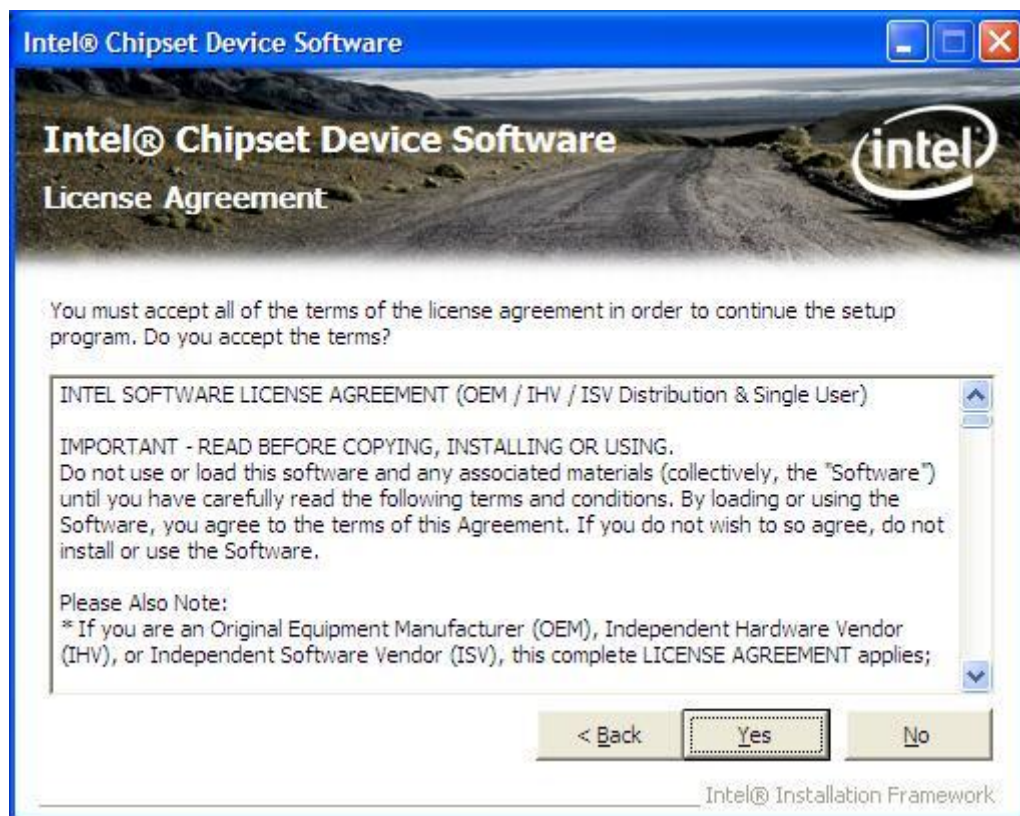 Intel® Chipset Device Software
Intel® Chipset Device Software
intel
License Agreement
You must accept all of the terms of the license agreement in order to continue the setup
program. Do you accept the terms?
INTEL SOFTWARE LICENSE AGREEMENT (OEM / IHV / ISV Distribution & Single User)
IMPORTANT - READ BEFORE COPYING, INSTALLING OR USING.
Do not use or load this software and any associated materials (collectively, the "Software")
until you have carefully read the following terms and conditions. By loading or using the
Software, you agree to the terms of this Agreement. If you do not wish to so agree, do not
install or use the Software.
Please Also Note:
* If you are an Original Equipment Manufacturer (OEM), Independent Hardware Vendor
(IHV), or Independent Software Vendor (ISV), this complete LICENSE AGREEMENT applies;
< Back Yes No
Intel® Installation Framework